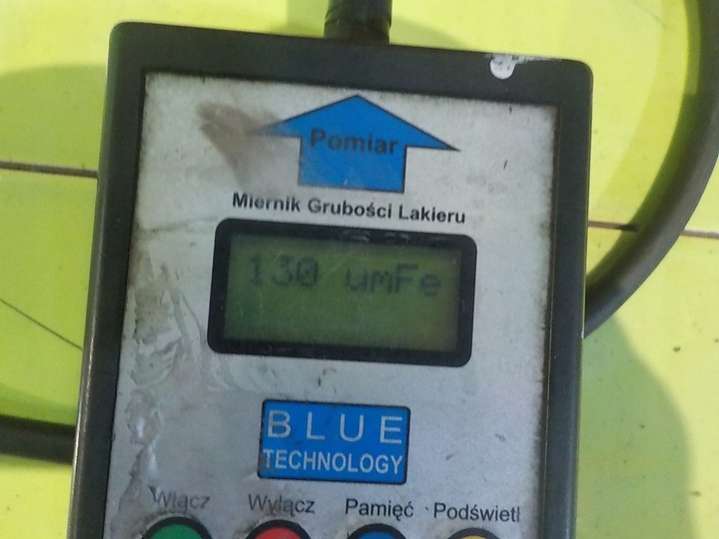 Pomiar
Miernik Grubości Lakieru
130 umFe
BLUE
TECHNOLOGY
Włącz Wyłącz Pamięć Podświetl